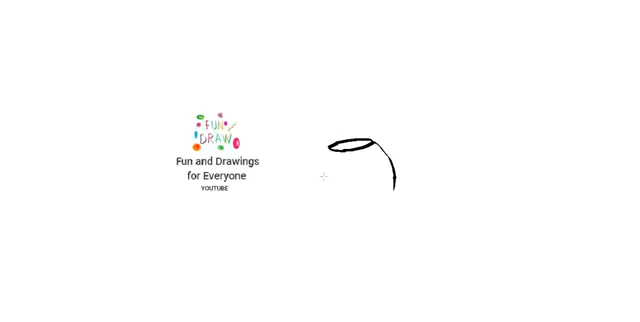 FUN
DRAW
Fun and Drawings
for Everyone
YOUTUBE